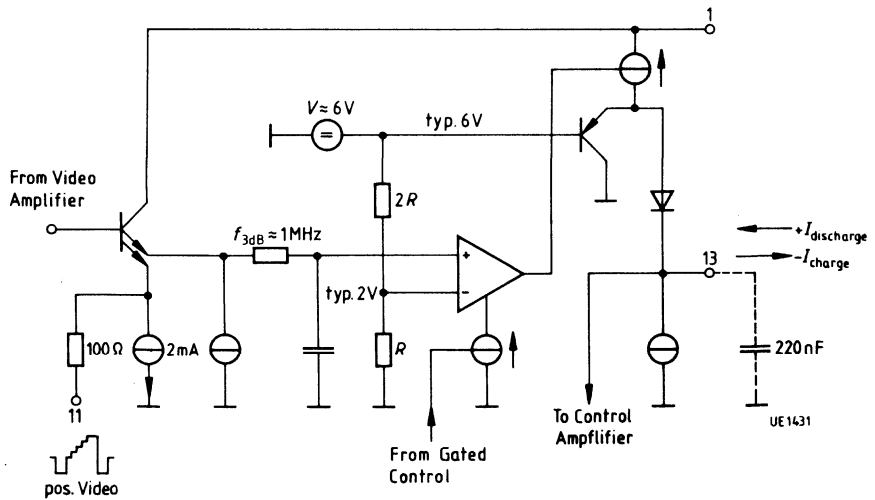 1
V≈6V
=
typ.6V
From Video
Amplifier
2R
f3dB≈1MHz
+
+Idischarge
-Icharge
13
typ.2V
-
100Ω
2mA
R
220nF
11
To Control
Ampflifier
UE1431
From Gated
Control
pos. Video